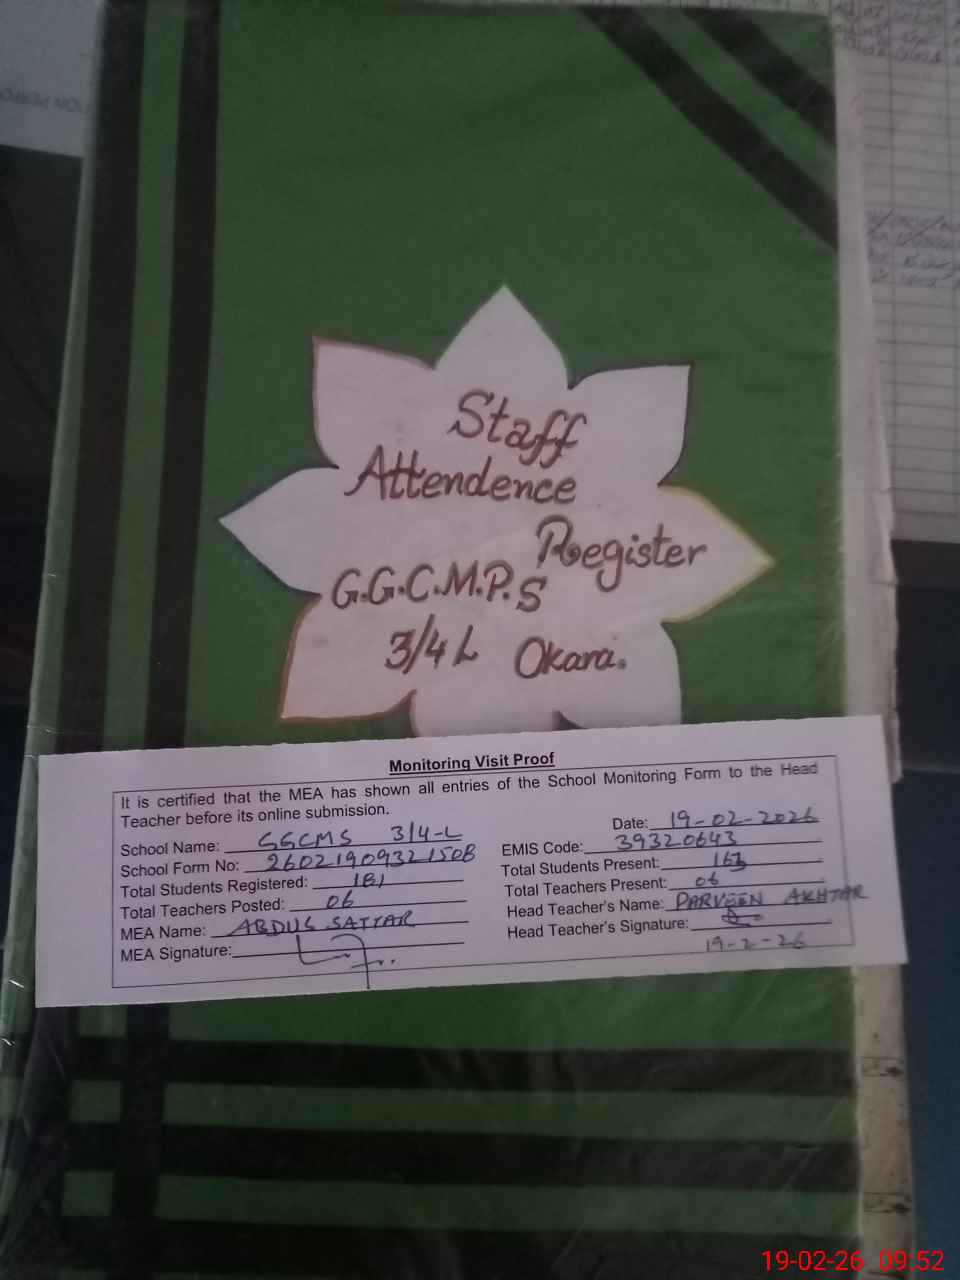 Staff
Attendence
Register
G.G.C.M.P.S
3/4 L Okara.
Monitoring Visit Proof
It is certified that the MEA has shown all entries of the School Monitoring Form to the Head
Teacher before its online submission.
Date: 19-02-2026
School Name: GGCMS 3/4-L
EMIS Code: 39320643
School Form No: 260219093215OB
Total Students Present: 163
Total Students Registered: 181
Total Teachers Present: 06
Total Teachers Posted: 06
Head Teacher's Name: PARVEEN AKHTAR
MEA Name: ABDUS SATTAR
Head Teacher's Signature:
MEA Signature:
19-2-26
19-02-26 09:52